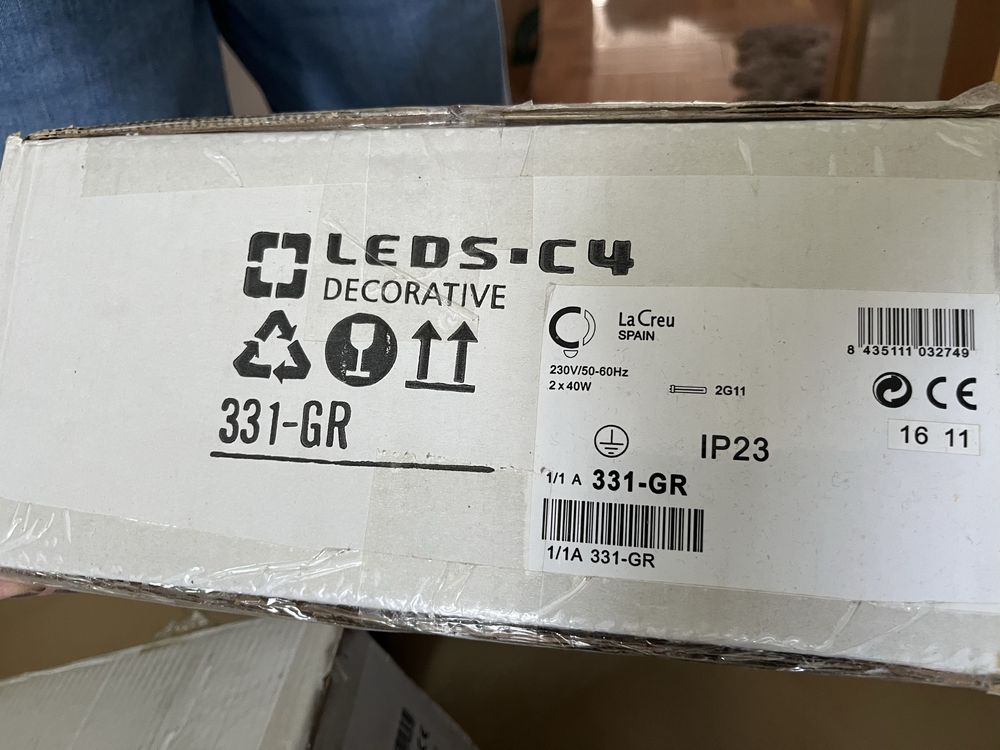 LEDS·C4
DECORATIVE
331-GR
La Creu
SPAIN
8 435111 032749
230V/50-60Hz
2 x 40W
2G11
CE
16 11
IP23
1/1 A 331-GR
1/1A 331-GR